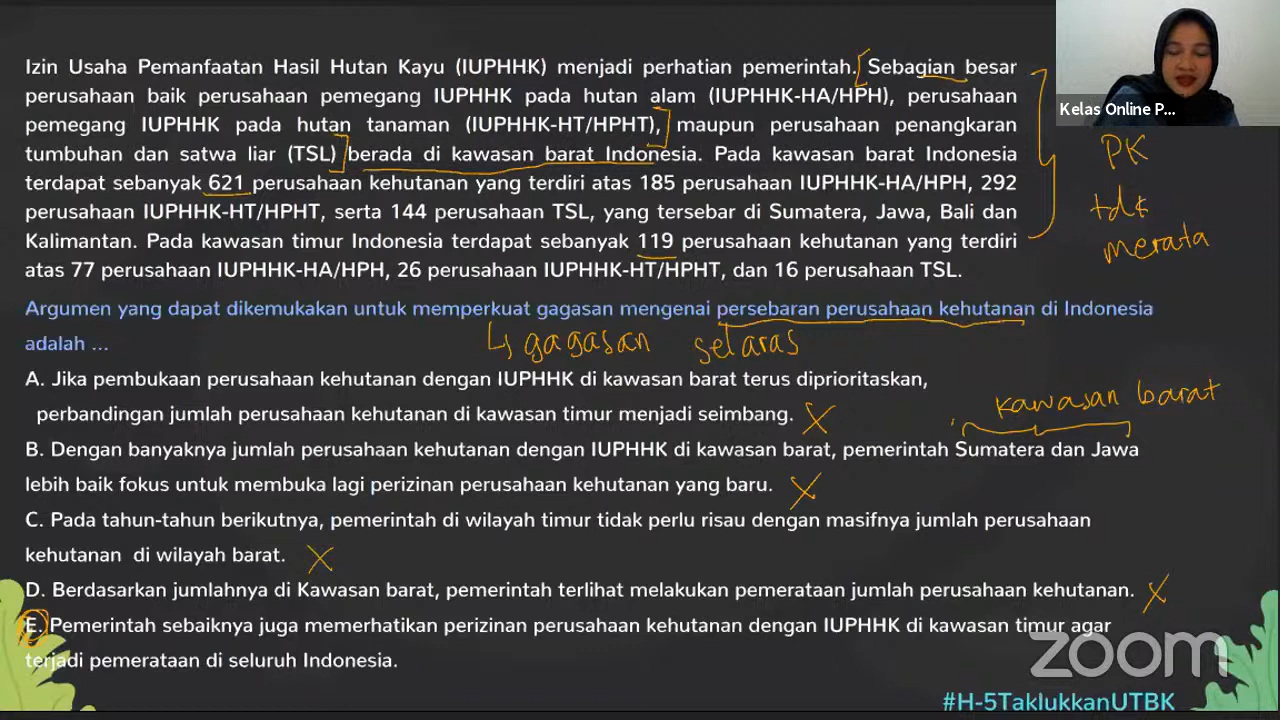 Izin Usaha Pemanfaatan Hasil Hutan Kayu (IUPHHK) menjadi perhatian pemerintah. Sebagian besar
perusahaan baik perusahaan pemegang IUPHHK pada hutan alam (IUPHHK-HA/HPH), perusahaan
pemegang IUPHHK pada hutan tanaman (IUPHHK-HT/HPHT), maupun perusahaan penangkaran
tumbuhan dan satwa liar (TSL) berada di kawasan barat Indonesia. Pada kawasan barat Indonesia
terdapat sebanyak 621 perusahaan kehutanan yang terdiri atas 185 perusahaan IUPHHK-HA/HPH, 292
perusahaan IUPHHK-HT/HPHT, serta 144 perusahaan TSL, yang tersebar di Sumatera, Jawa, Bali dan
Kalimantan. Pada kawasan timur Indonesia terdapat sebanyak 119 perusahaan kehutanan yang terdiri
atas 77 perusahaan IUPHHK-HA/HPH, 26 perusahaan IUPHHK-HT/HPHT, dan 16 perusahaan TSL.
Kelas Online P...
PK
tdk
merata
Argumen yang dapat dikemukakan untuk memperkuat gagasan mengenai persebaran perusahaan kehutanan di Indonesia
adalah ...
gagasan selaras
A. Jika pembukaan perusahaan kehutanan dengan IUPHHK di kawasan barat terus diprioritaskan,
perbandingan jumlah perusahaan kehutanan di kawasan timur menjadi seimbang.
kawasan barat
B. Dengan banyaknya jumlah perusahaan kehutanan dengan IUPHHK di kawasan barat, pemerintah Sumatera dan Jawa
lebih baik fokus untuk membuka lagi perizinan perusahaan kehutanan yang baru.
C. Pada tahun-tahun berikutnya, pemerintah di wilayah timur tidak perlu risau dengan masifnya jumlah perusahaan
kehutanan di wilayah barat.
D. Berdasarkan jumlahnya di Kawasan barat, pemerintah terlihat melakukan pemerataan jumlah perusahaan kehutanan.
E. Pemerintah sebaiknya juga memerhatikan perizinan perusahaan kehutanan dengan IUPHHK di kawasan timur agar
terjadi pemerataan di seluruh Indonesia.
zoom
#H-5TaklukkanUTBK